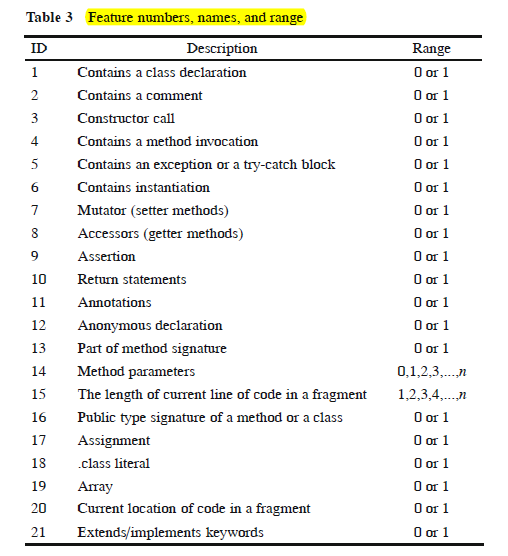 Table 3 Feature numbers, names, and range
ID Description Range
1 Contains a class declaration 0 or 1
2 Contains a comment 0 or 1
3 Constructor call 0 or 1
4 Contains a method invocation 0 or 1
5 Contains an exception or a try-catch block 0 or 1
6 Contains instantiation 0 or 1
7 Mutator (setter methods) 0 or 1
8 Accessors (getter methods) 0 or 1
9 Assertion 0 or 1
10 Return statements 0 or 1
11 Annotations 0 or 1
12 Anonymous declaration 0 or 1
13 Part of method signature 0 or 1
14 Method parameters 0,1,2,3,...,n
15 The length of current line of code in a fragment 1,2,3,4,...,n
16 Public type signature of a method or a class 0 or 1
17 Assignment 0 or 1
18 .class literal 0 or 1
19 Array 0 or 1
20 Current location of code in a fragment 0 or 1
21 Extends/implements keywords 0 or 1